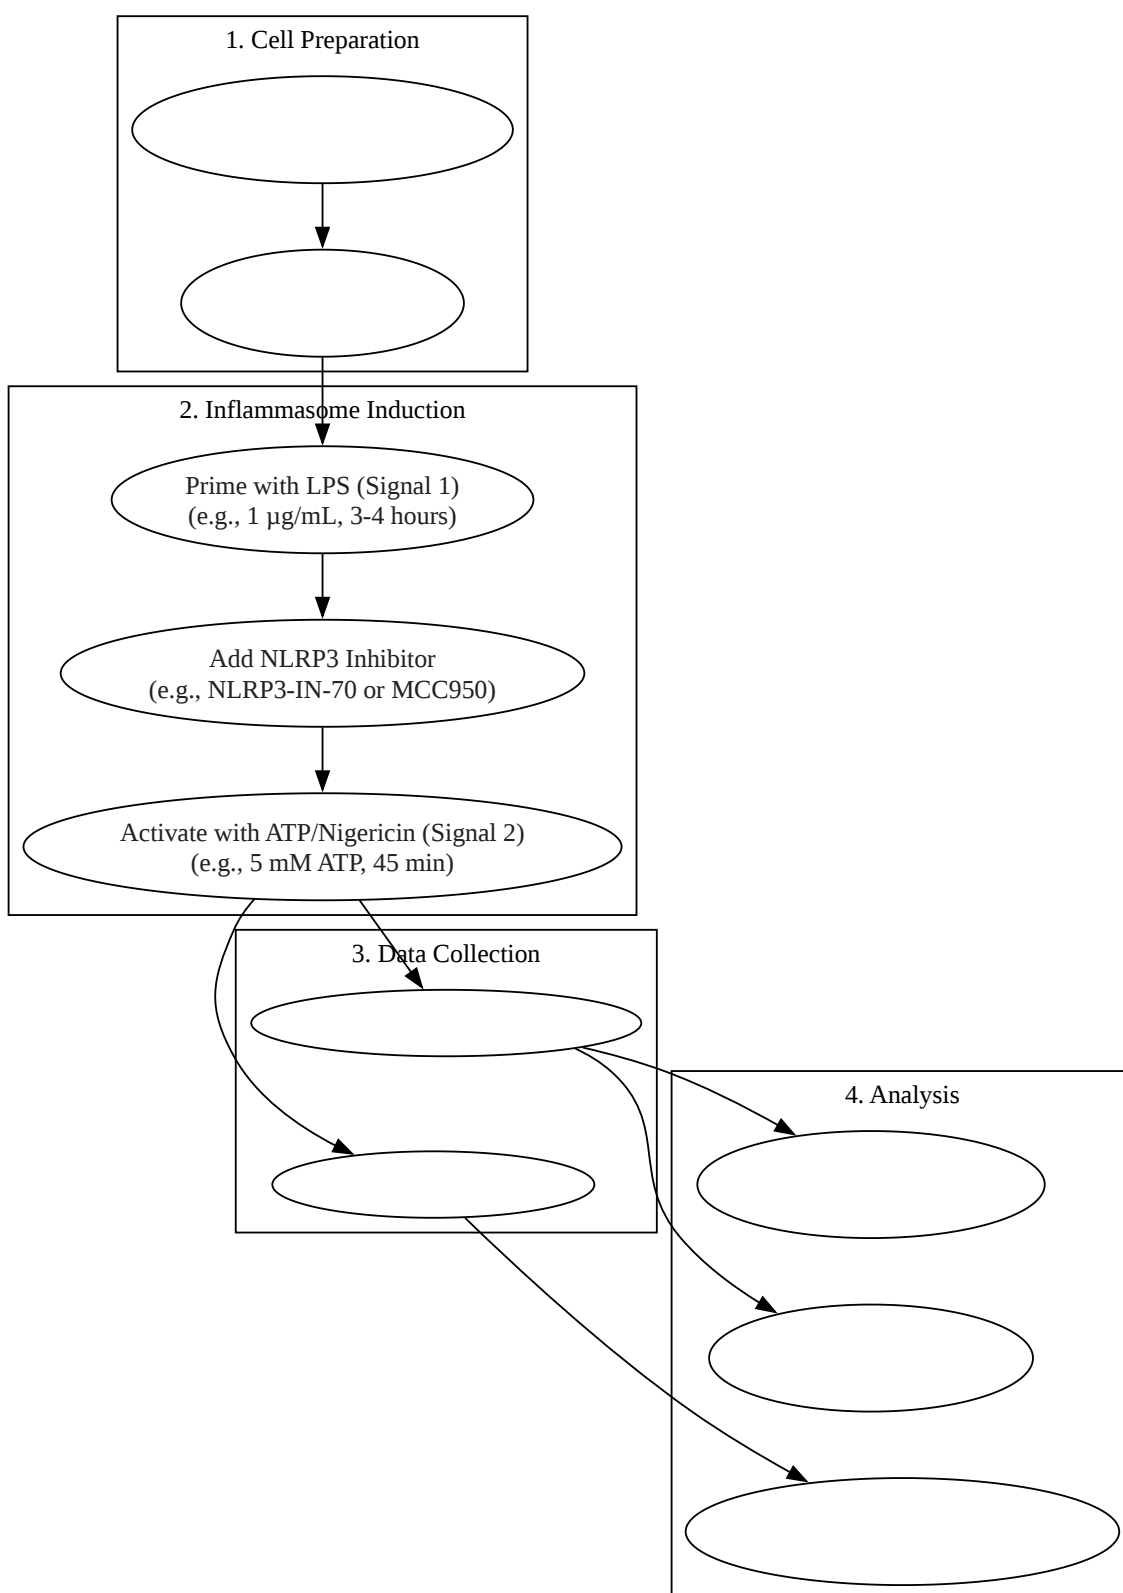 1. Cell Preparation
2. Inflammasome Induction
Prime with LPS (Signal 1)
(e.g., 1 µg/mL, 3-4 hours)
Add NLRP3 Inhibitor
(e.g., NLRP3-IN-70 or MCC950)
Activate with ATP/Nigericin (Signal 2)
(e.g., 5 mM ATP, 45 min)
3. Data Collection
4. Analysis